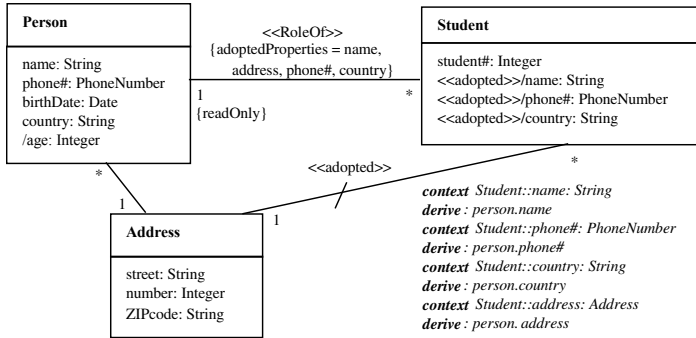 Person
name: String
phone#: PhoneNumber
birthDate: Date
country: String
/age: Integer
<<RoleOf>>
{adoptedProperties = name,
address, phone#, country}
1
*
{readOnly}
Student
student#: Integer
<<adopted>>/name: String
<<adopted>>/phone#: PhoneNumber
<<adopted>>/country: String
*
1
<<adopted>>
*
1
Address
street: String
number: Integer
ZIPcode: String
context Student::name: String
derive : person.name
context Student::phone#: PhoneNumber
derive : person.phone#
context Student::country: String
derive : person.country
context Student::address: Address
derive : person. address